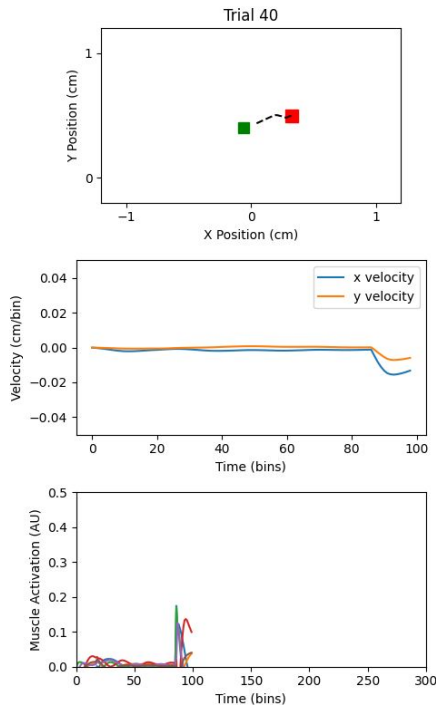 Trial 40
1
0
Y Position (cm)
−1 0 1
X Position (cm)
0.04
0.02
0.00
−0.02
−0.04
Velocity (cm/bin)
x velocity
y velocity
0 20 40 60 80 100
Time (bins)
0.5
0.4
0.3
0.2
0.1
0.0
Muscle Activation (AU)
0 50 100 150 200 250 300
Time (bins)